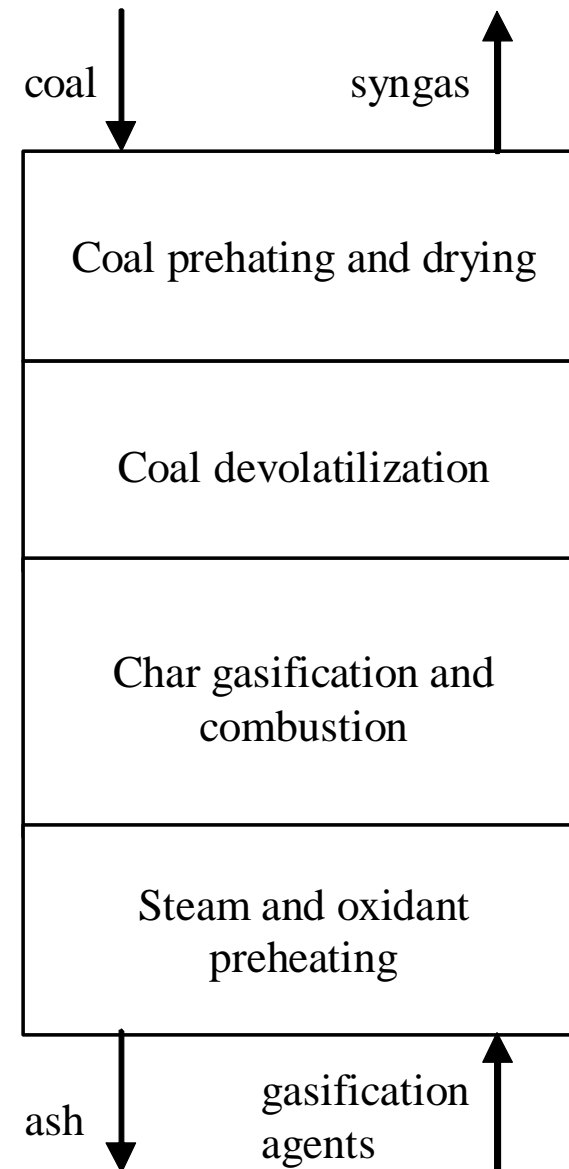 coal
syngas
Coal prehating and drying
Coal devolatilization
Char gasification and
combustion
Steam and oxidant
preheating
ash
gasification
agents